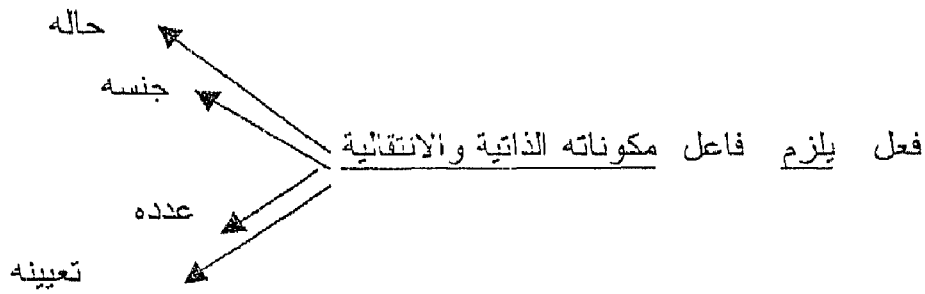 حاله
جنسه
فعل يلزم فاعل مكوناته الذاتية والانتقالية
عدده
تعيينه